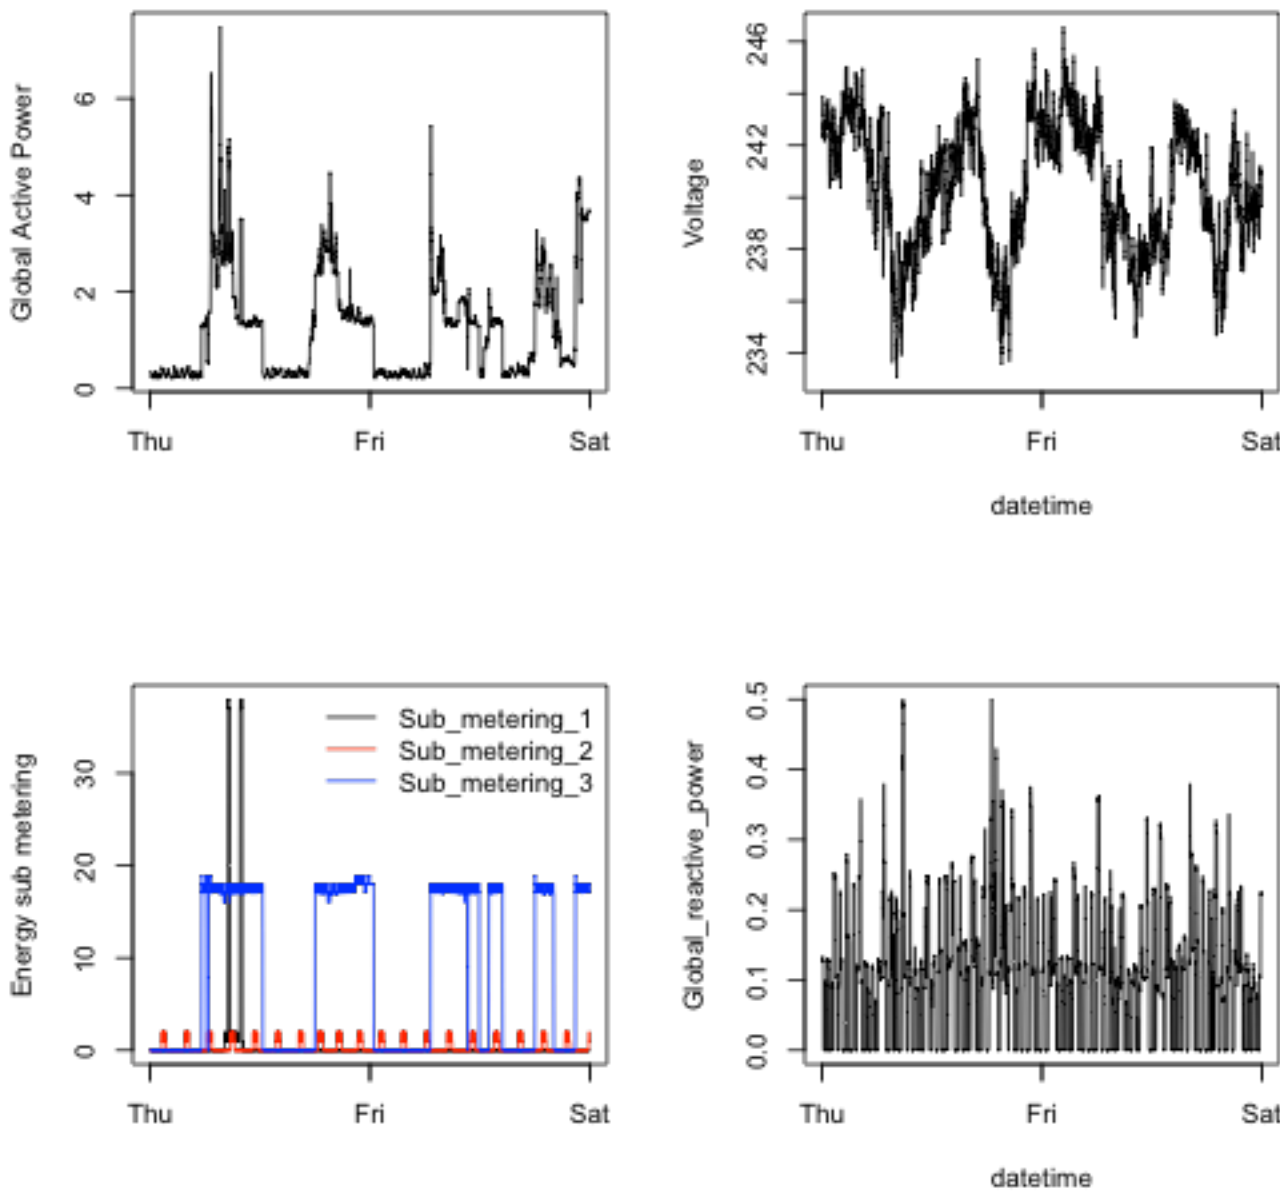 Global Active Power
6
4
2
0
Thu Fri Sat
Voltage
246
242
238
234
Thu Fri Sat
datetime
Energy sub metering
30
20
10
0
Sub_metering_1
Sub_metering_2
Sub_metering_3
Thu Fri Sat
Global_reactive_power
0.5
0.4
0.3
0.2
0.1
0.0
Thu Fri Sat
datetime